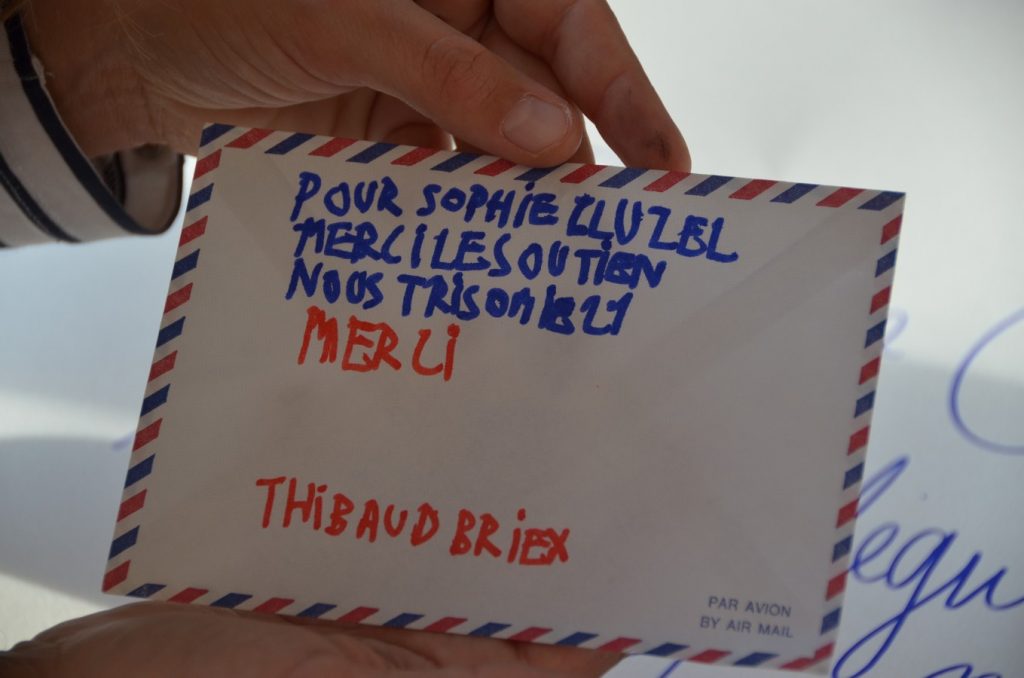 POUR SOPHIE CLUZEL
MERCI LE SOUTIEN
NOUS TRISOMIE 21
MERCI
THIBAUD BRIEX
PAR AVION
BY AIR MAIL